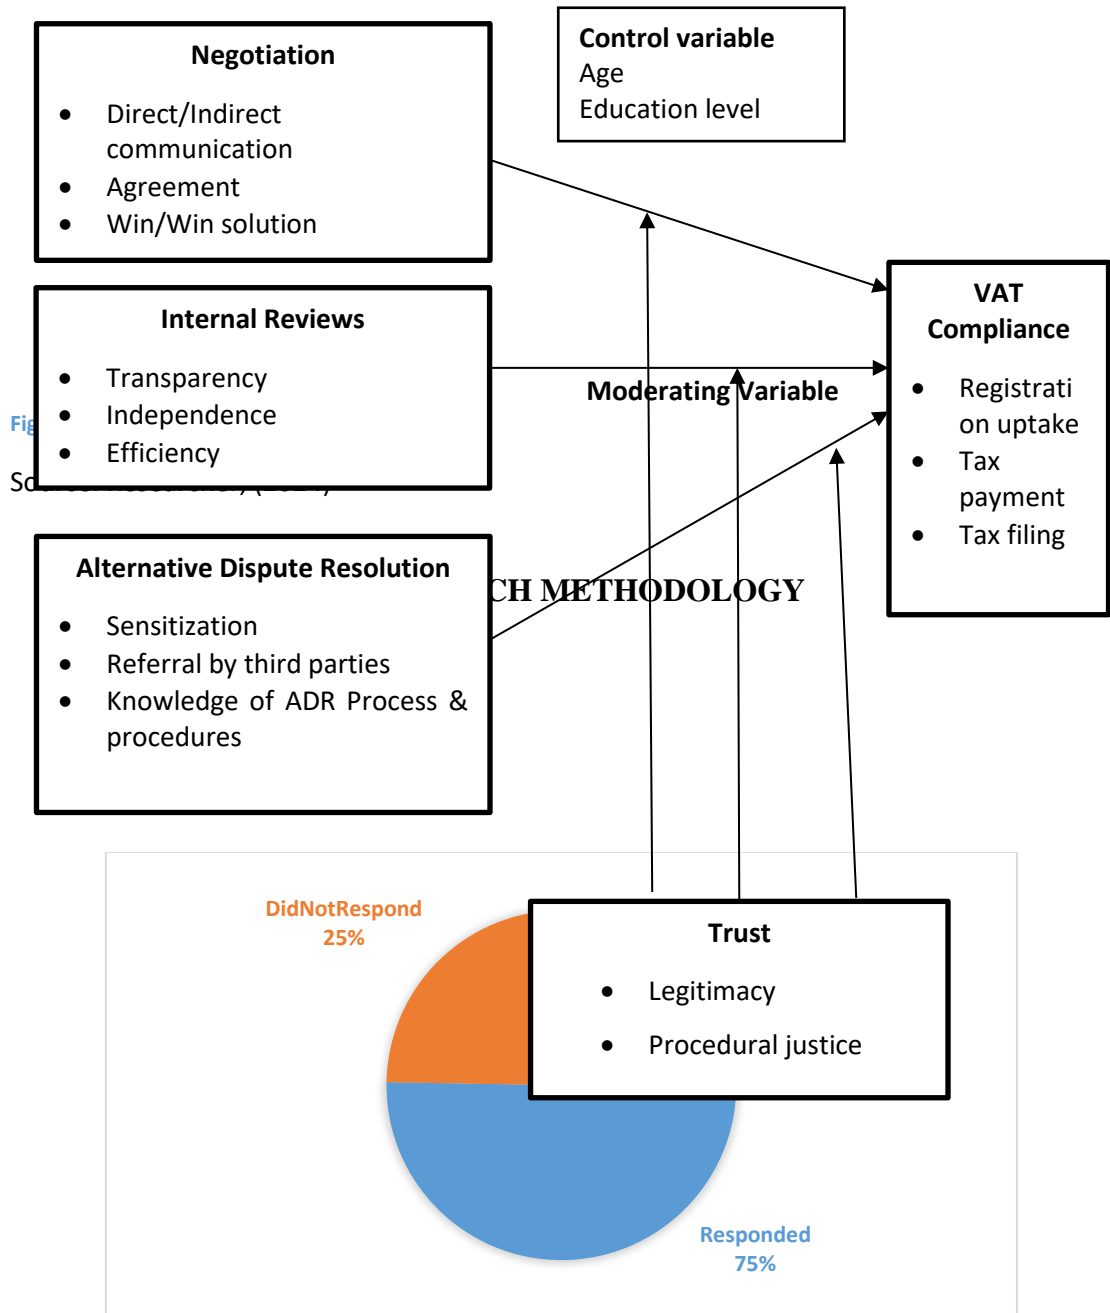 Negotiation
• Direct/Indirect
communication
• Agreement
• Win/Win solution
Control variable
Age
Education level
Internal Reviews
• Transparency
• Independence
• Efficiency
Moderating Variable
VAT
Compliance
• Registrati
on uptake
• Tax
payment
• Tax filing
Fig
Alternative Dispute Resolution
• Sensitization
• Referral by third parties
• Knowledge of ADR Process &
procedures
CH METHODOLOGY
DidNotRespond
25%
Trust
• Legitimacy
• Procedural justice
Responded
75%